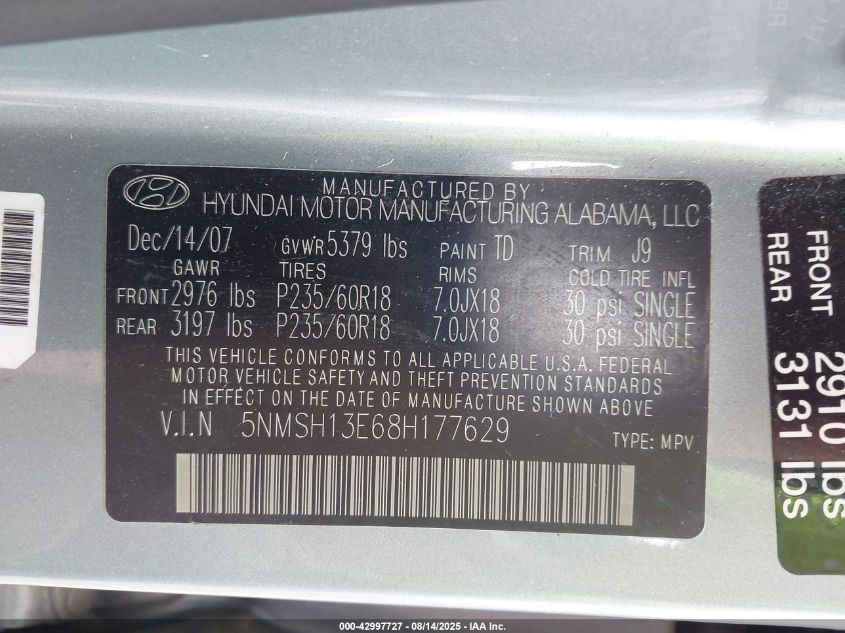 MANUFACTURED BY
HYUNDAI MOTOR MANUFACTURING ALABAMA, LLC
Dec/14/07 GVWR 5379 lbs PAINT TD TRIM J9
GAWR TIRES RIMS COLD TIRE INFL
FRONT 2976 lbs P235/60R18 7.0JX18 30 psi SINGLE
REAR 3197 lbs P235/60R18 7.0JX18 30 psi SINGLE
THIS VEHICLE CONFORMS TO ALL APPLICABLE U.S.A. FEDERAL
MOTOR VEHICLE SAFETY AND THEFT PREVENTION STANDARDS
IN EFFECT ON THE DATE OF MANUFACTURE SHOWN ABOVE
V.I.N 5NMSH13E68H177629 TYPE: MPV
FRONT 2910 lbs
REAR 3131 lbs
000-42997727 - 08/14/2025 - IAA Inc.